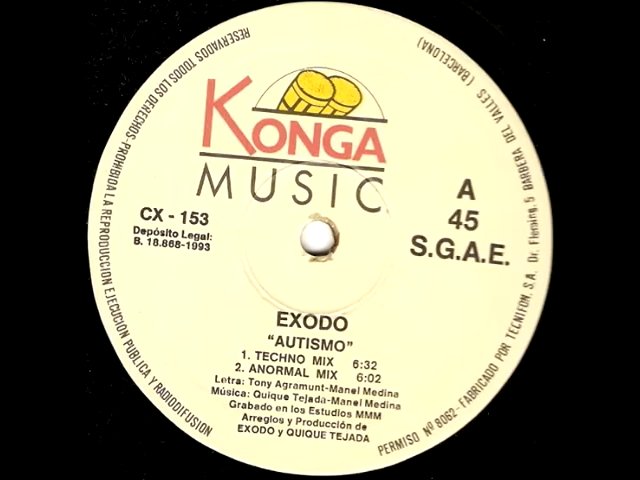 KONGA
MUSIC
CX - 153
Depósito Legal:
B. 18.868-1993
A
45
S.G.A.E.
EXODO
"AUTISMO"
1. TECHNO MIX 6:32
2. ANORMAL MIX 6:02
Letra: Tony Agramunt-Manel Medina
Música: Quique Tejada-Manel Medina
Grabado en los Estudios MMM
Arreglos y Producción de
EXODO y QUIQUE TEJADA
RESERVADOS TODOS LOS DERECHOS-PROHIBIDA LA REPRODUCCION EJECUCION PUBLICA Y RADIODIFUSION
PERMISO Nº 8062-FABRICADO POR TECNIFON, S.A. Dr. Fleming, 5 BARBERA DEL VALLES (BARCELONA)